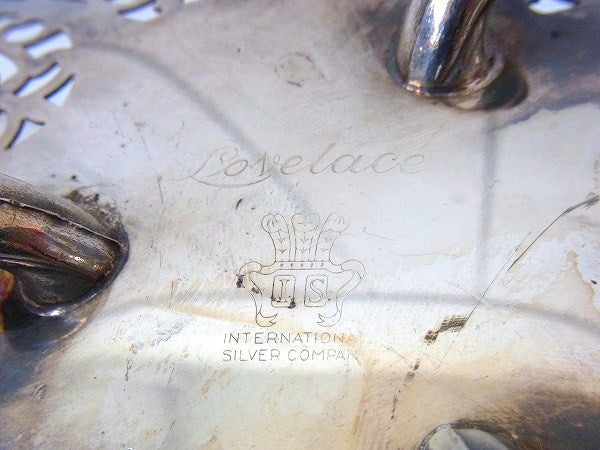 Lovelace
IS
INTERNATIONAL
SILVER COMPANY